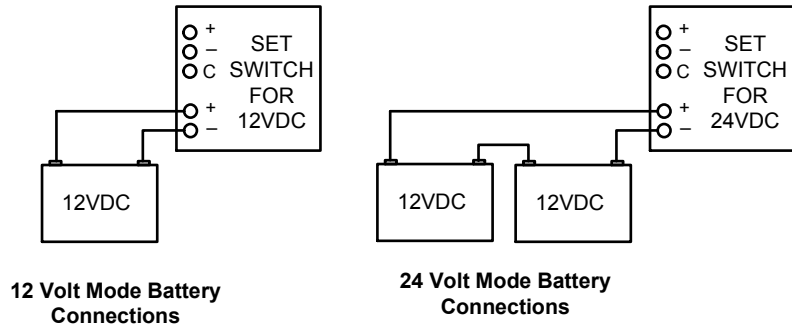 +
–
C
+
–
SET
SWITCH
FOR
12VDC
12VDC
12 Volt Mode Battery
Connections
+
–
C
+
–
SET
SWITCH
FOR
24VDC
12VDC
12VDC
24 Volt Mode Battery
Connections